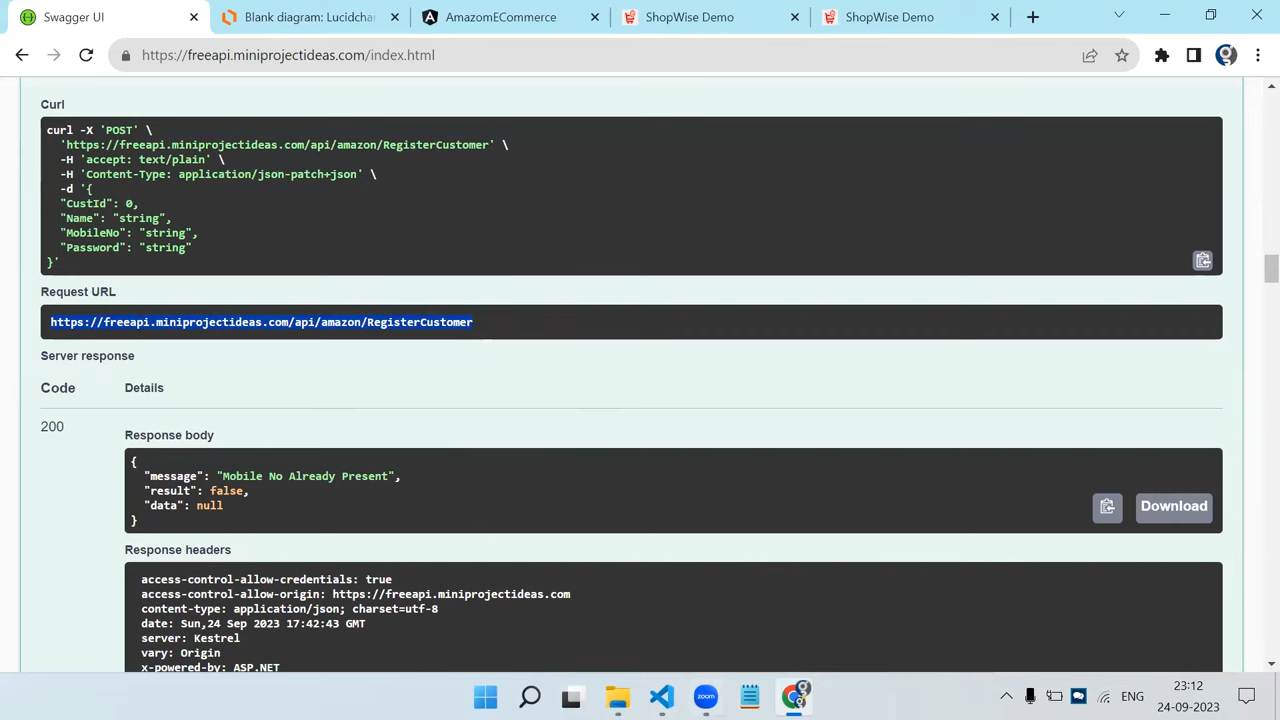 Swagger UI
Blank diagram: Lucidcha
AmazomECommerce
ShopWise Demo
ShopWise Demo
https://freeapi.miniprojectideas.com/index.html
Curl
curl -X 'POST' \
'https://freeapi.miniprojectideas.com/api/amazon/RegisterCustomer' \
-H 'accept: text/plain' \
-H 'Content-Type: application/json-patch+json' \
-d '{
"CustId": 0,
"Name": "string",
"MobileNo": "string",
"Password": "string"
}'
Request URL
https://freeapi.miniprojectideas.com/api/amazon/RegisterCustomer
Server response
Code Details
200
Response body
{
"message": "Mobile No Already Present",
"result": false,
"data": null
}
Download
Response headers
access-control-allow-credentials: true
access-control-allow-origin: https://freeapi.miniprojectideas.com
content-type: application/json; charset=utf-8
date: Sun,24 Sep 2023 17:42:43 GMT
server: Kestrel
vary: Origin
x-powered-by: ASP.NET
zoom
ENG
23:12
24-09-2023